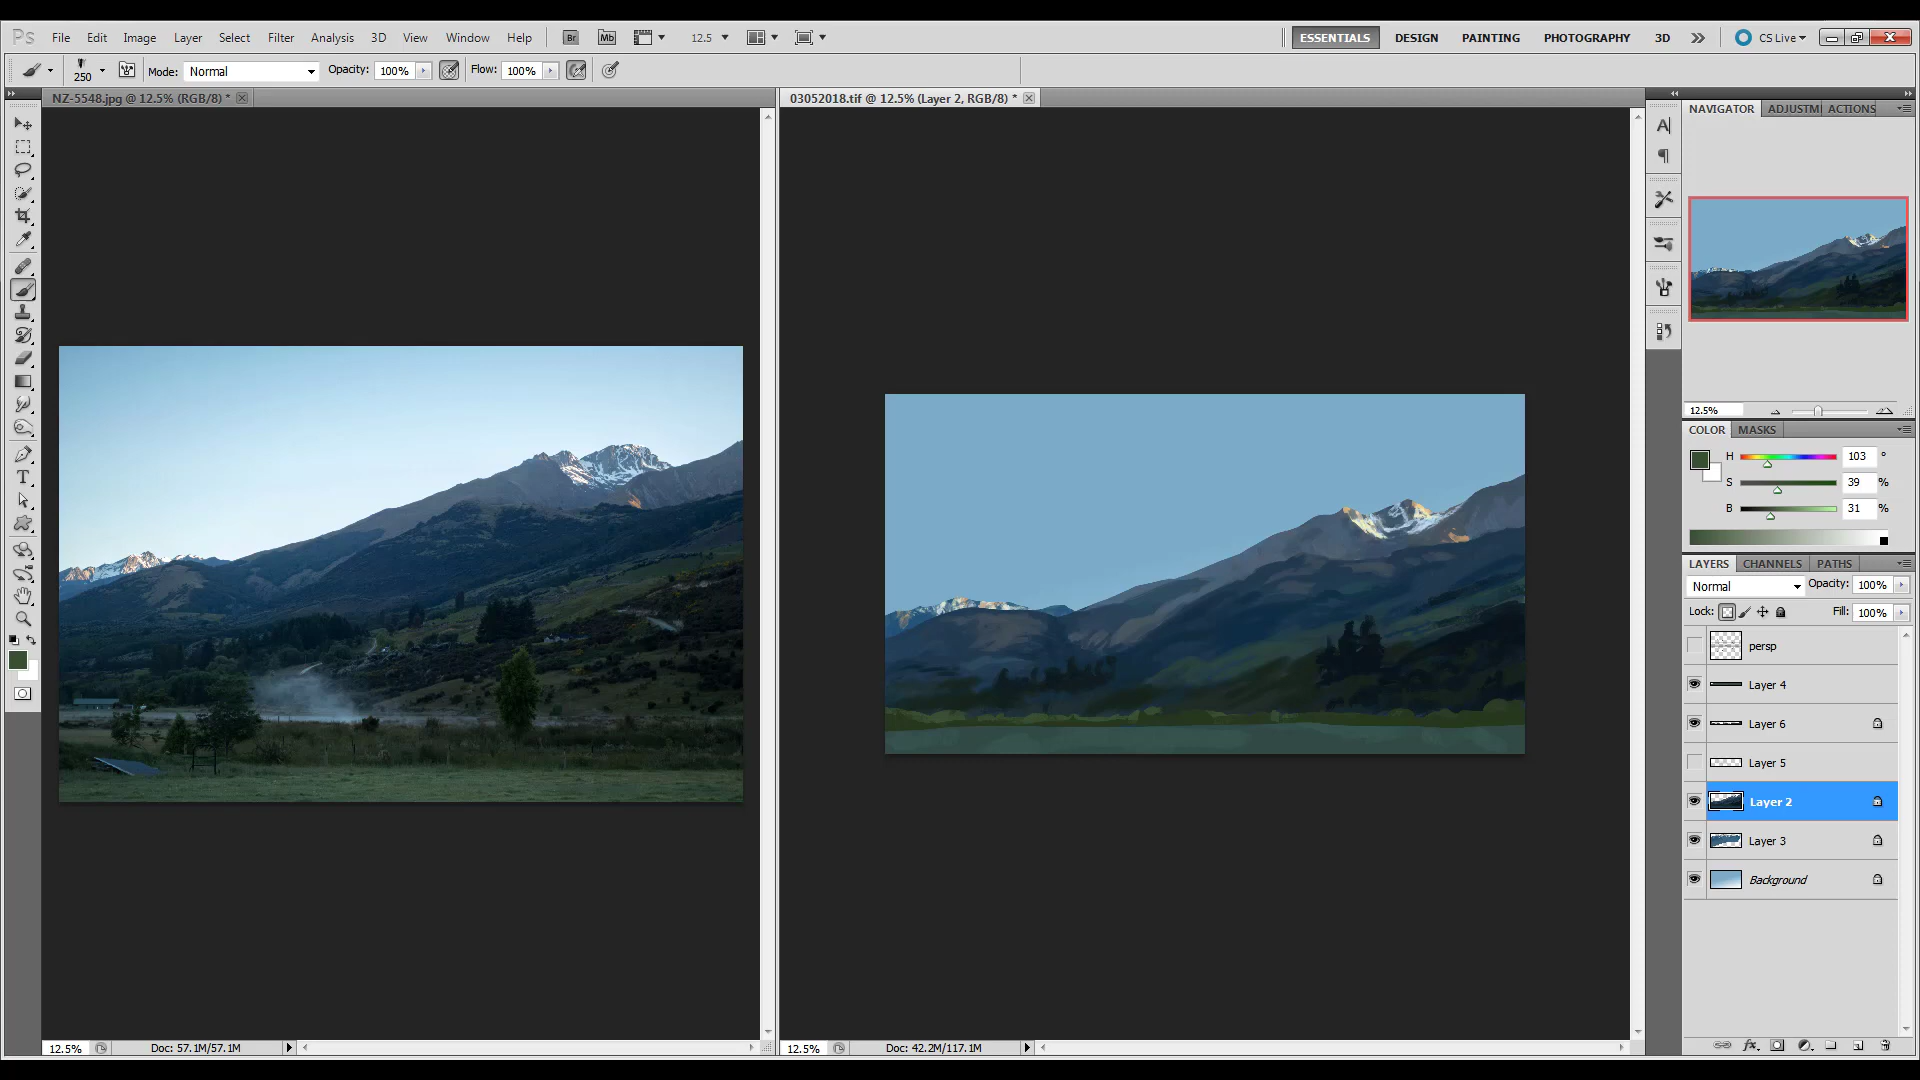 Ps File Edit Image Layer Select Filter Analysis 3D View Window Help Br Mb 12.5 ESSENTIALS DESIGN PAINTING PHOTOGRAPHY 3D CS Live
250 Mode: Normal Opacity: 100% Flow: 100%
NZ-5548.jpg @ 12.5% (RGB/8) * 03052018.tif @ 12.5% (Layer 2, RGB/8) *
NAVIGATOR ADJUSTM ACTIONS
12.5%
COLOR MASKS
H 103 °
S 39 %
B 31 %
LAYERS CHANNELS PATHS
Normal Opacity: 100%
Lock: Fill: 100%
persp
Layer 4
Layer 6
Layer 5
Layer 2
Layer 3
Background
12.5% Doc: 57.1M/57.1M 12.5% Doc: 42.2M/117.1M